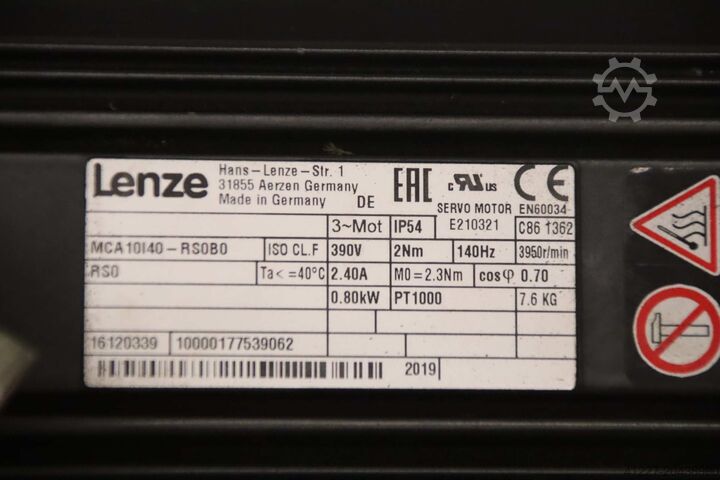 Lenze
Hans-Lenze-Str. 1
31855 Aerzen Germany
Made in Germany DE
EAC
c RU us
CE
SERVO MOTOR EN60034-
3~Mot IP54 E210321 C86 1362
MCA10I40-RS0B0 ISO CL.F 390V 2Nm 140Hz 3950r/min
RS0 Ta<=40°C 2.40A M0=2.3Nm cosφ 0.70
0.80kW PT1000 7.6 KG
16120339 10000177539062
2019